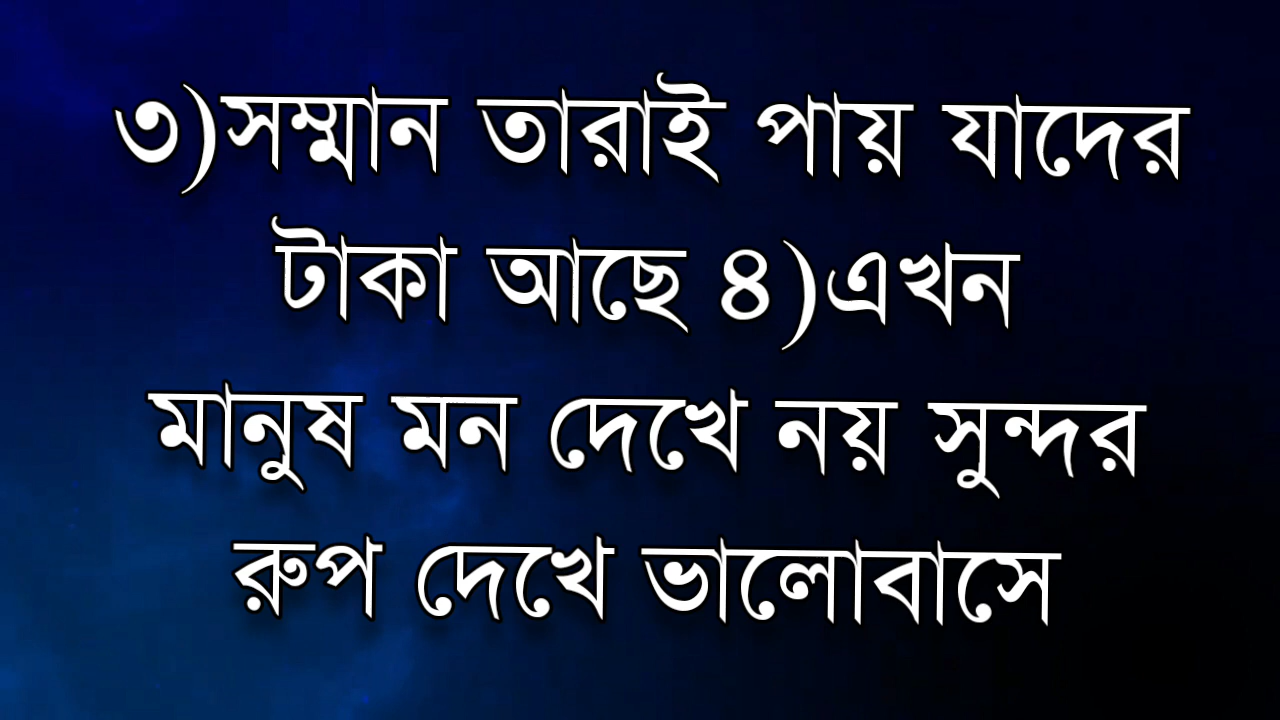 ৩)সম্মান তারাই পায় যাদের
টাকা আছে ৪)এখন
মানুষ মন দেখে নয় সুন্দর
রুপ দেখে ভালোবাসে